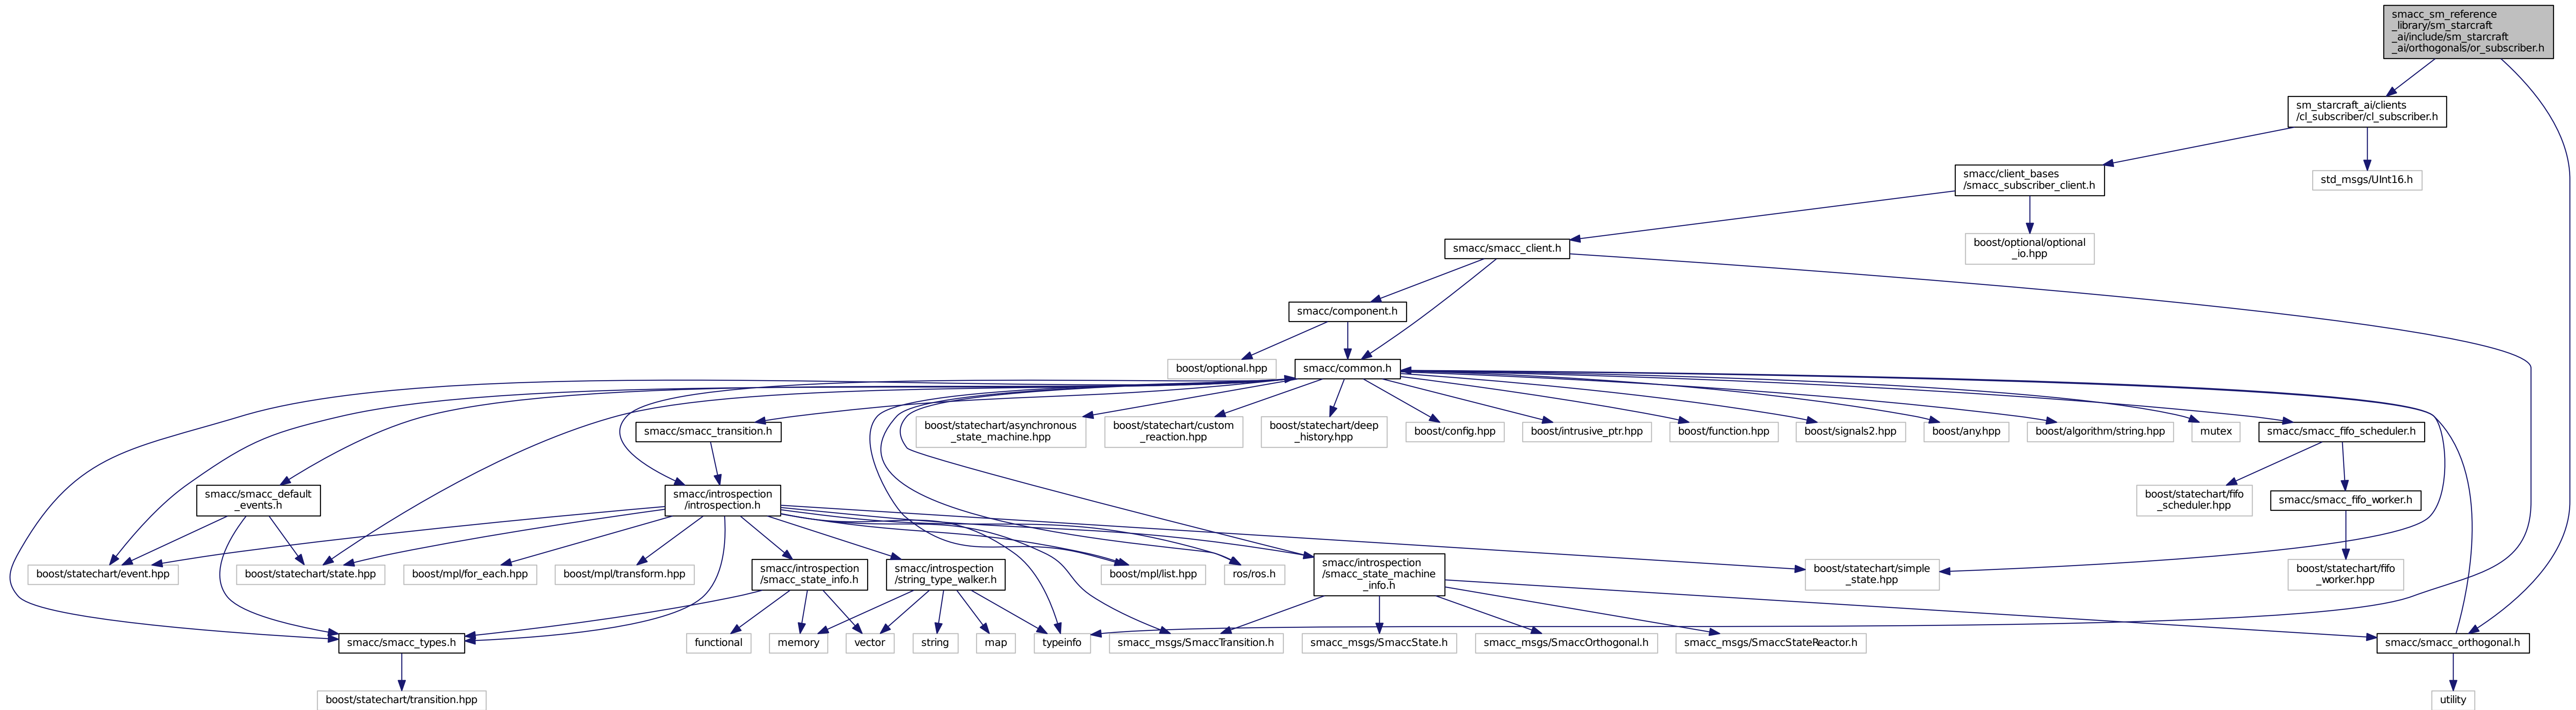 smacc_sm_reference
_library/sm_starcraft
_ai/include/sm_starcraft
_ai/orthogonals/or_subscriber.h
sm_starcraft_ai/clients
/cl_subscriber/cl_subscriber.h
smacc/client_bases
/smacc_subscriber_client.h
std_msgs/UInt16.h
smacc/smacc_client.h
boost/optional/optional
_io.hpp
smacc/component.h
boost/optional.hpp
smacc/common.h
smacc/smacc_transition.h
boost/statechart/asynchronous
_state_machine.hpp
boost/statechart/custom
_reaction.hpp
boost/statechart/deep
_history.hpp
boost/config.hpp
boost/intrusive_ptr.hpp
boost/function.hpp
boost/signals2.hpp
boost/any.hpp
boost/algorithm/string.hpp
mutex
smacc/smacc_fifo_scheduler.h
smacc/smacc_default
_events.h
smacc/introspection
/introspection.h
boost/statechart/fifo
_scheduler.hpp
smacc/smacc_fifo_worker.h
boost/statechart/event.hpp
boost/statechart/state.hpp
boost/mpl/for_each.hpp
boost/mpl/transform.hpp
smacc/introspection
/smacc_state_info.h
smacc/introspection
/string_type_walker.h
boost/mpl/list.hpp
ros/ros.h
smacc/introspection
/smacc_state_machine
_info.h
boost/statechart/simple
_state.hpp
boost/statechart/fifo
_worker.hpp
smacc/smacc_types.h
functional
memory
vector
string
map
typeinfo
smacc_msgs/SmaccTransition.h
smacc_msgs/SmaccState.h
smacc_msgs/SmaccOrthogonal.h
smacc_msgs/SmaccStateReactor.h
smacc/smacc_orthogonal.h
boost/statechart/transition.hpp
utility